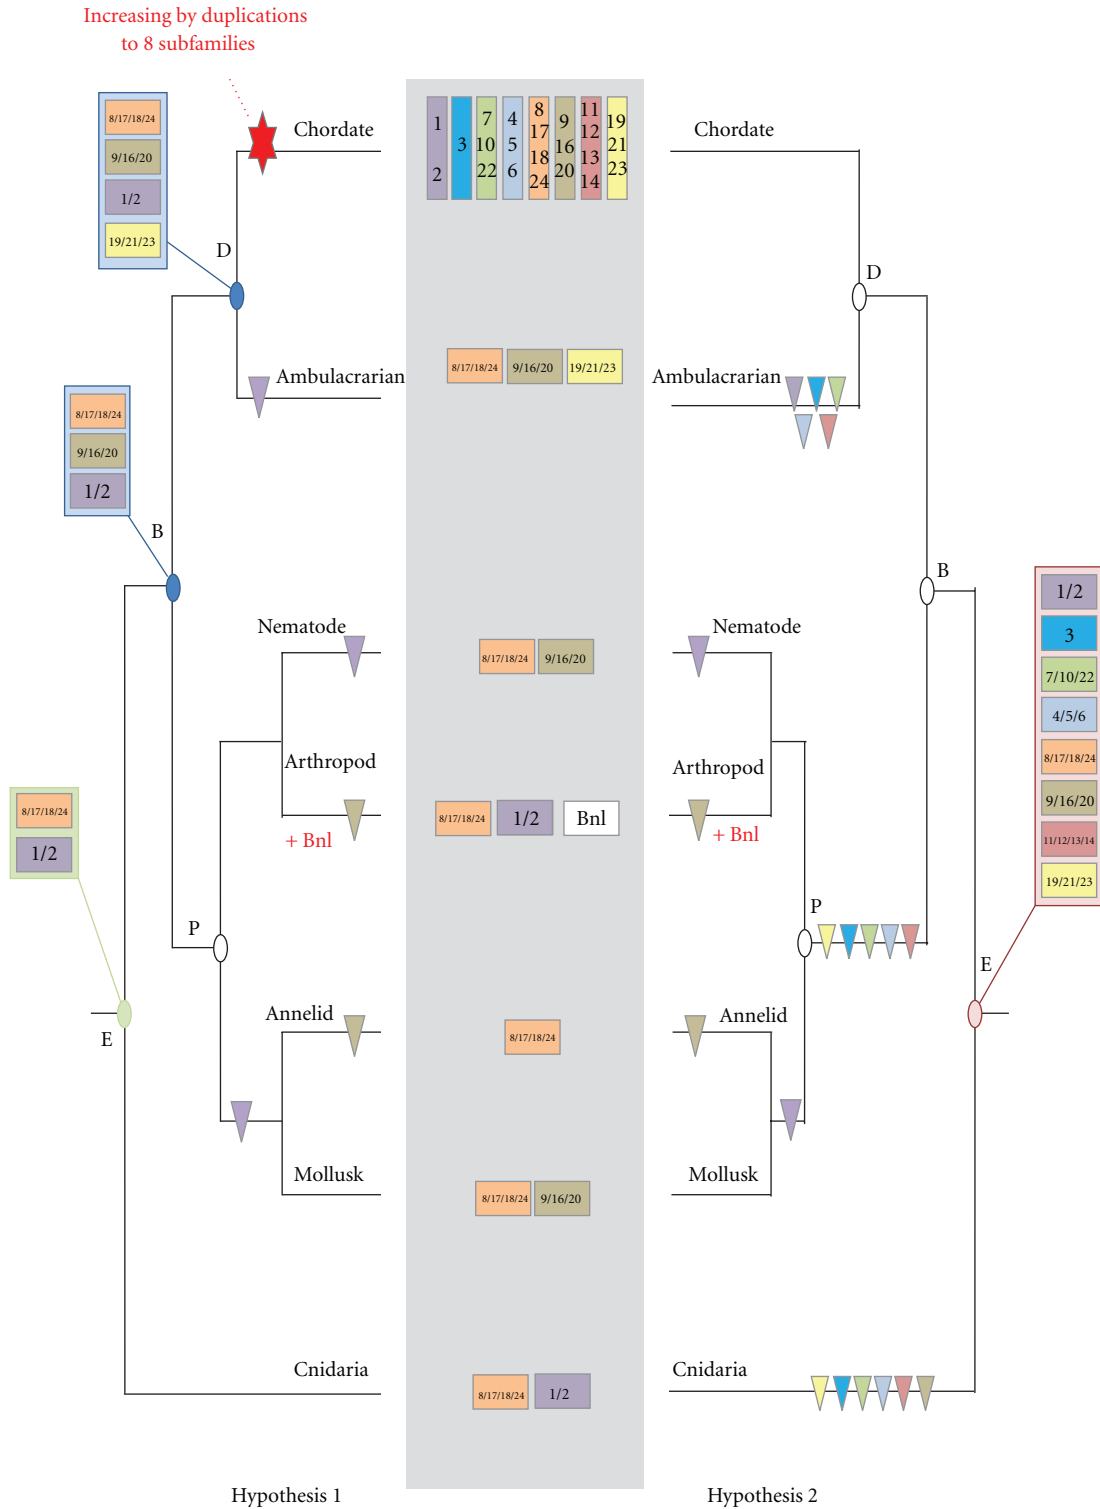 Increasing by duplications
to 8 subfamilies
8/17/18/24
9/16/20
1/2
19/21/23
D
Chordate
1
2
3
7
10
22
4
5
6
8
17
18
24
9
16
20
11
12
13
14
19
21
23
Chordate
D
Ambulacrarian
8/17/18/24
9/16/20
19/21/23
Ambulacrarian
8/17/18/24
9/16/20
1/2
B
B
Nematode
8/17/18/24
9/16/20
Nematode
1/2
3
7/10/22
4/5/6
8/17/18/24
9/16/20
11/12/13/14
19/21/23
Arthropod
+ Bnl
8/17/18/24
1/2
Bnl
Arthropod
+ Bnl
8/17/18/24
1/2
P
P
E
E
Annelid
8/17/18/24
Annelid
Mollusk
8/17/18/24
9/16/20
Mollusk
Cnidaria
8/17/18/24
1/2
Cnidaria
Hypothesis 1
Hypothesis 2